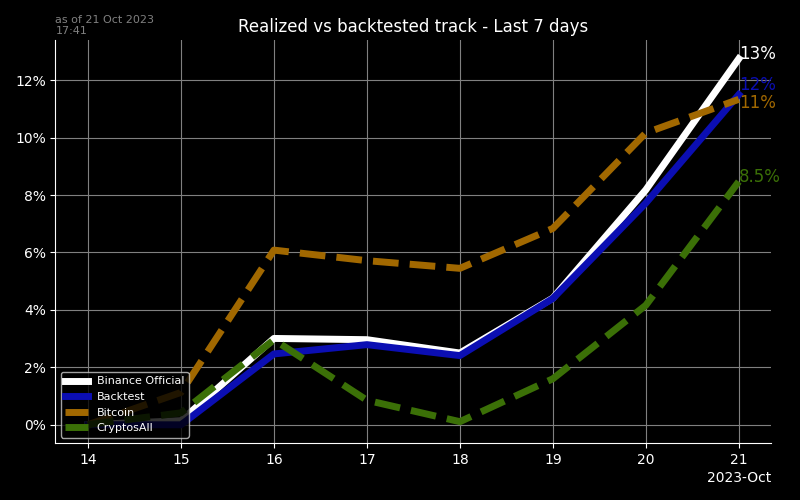 as of 21 Oct 2023
17:41
Realized vs backtested track - Last 7 days
13%
12%
12%
11%
10%
8.5%
8%
6%
4%
2%
0%
Binance Official
Backtest
Bitcoin
CryptosAll
14 15 16 17 18 19 20 21
2023-Oct